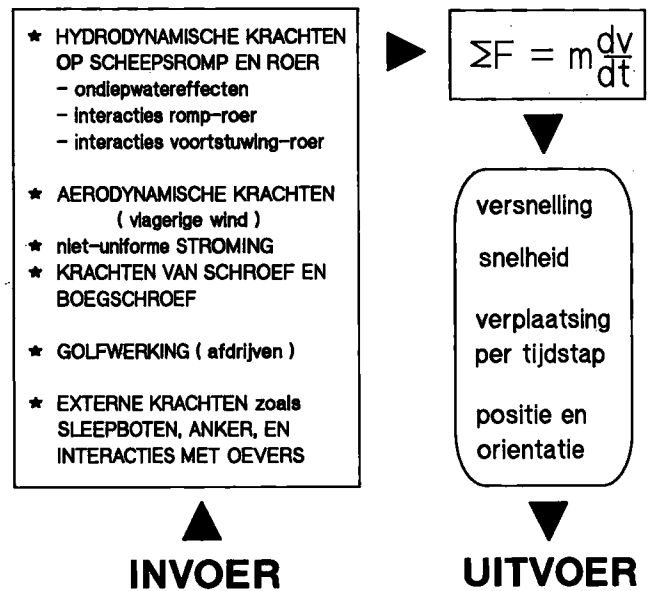 ★ HYDRODYNAMISCHE KRACHTEN
OP SCHEEPSROMP EN ROER
- ondiepwatereffecten
- interacties romp-roer
- interacties voortstuwing-roer
★ AERODYNAMISCHE KRACHTEN
( vlagerige wind )
★ niet-uniforme STROMING
★ KRACHTEN VAN SCHROEF EN
BOEGSCHROEF
★ GOLFWERKING ( afdrijven )
★ EXTERNE KRACHTEN zoals
SLEEPBOTEN, ANKER, EN
INTERACTIES MET OEVERS
INVOER
ΣF = m dv/dt
versnelling
snelheid
verplaatsing
per tijdstap
positie en
orientatie
UITVOER